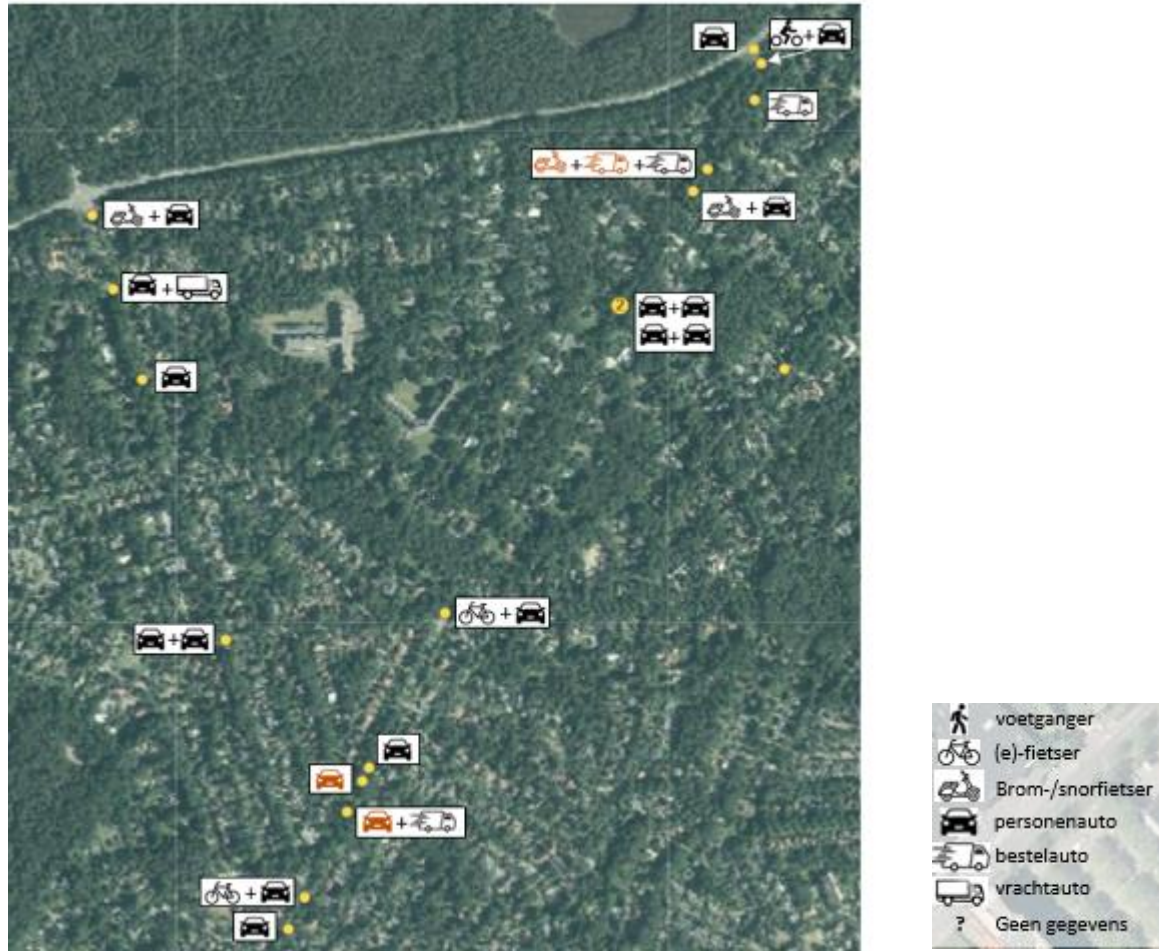 +
+ +
+
+
2
+
+
+
+
+
+
+
voetganger
(e)-fietser
Brom-/snorfietser
personenauto
bestelauto
vrachtauto
? Geen gegevens